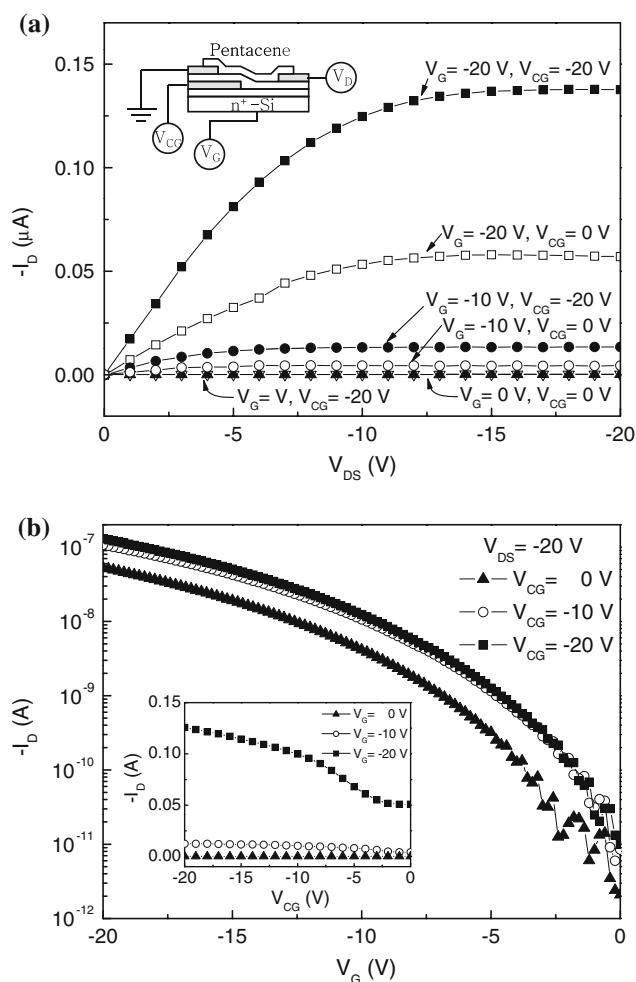 (a)
Pentacene
V_D
n⁺-Si
V_CG
V_G
V_G= -20 V, V_CG= -20 V
V_G= -20 V, V_CG= 0 V
V_G= -10 V, V_CG= -20 V
V_G= -10 V, V_CG= 0 V
V_G= V, V_CG= -20 V
V_G= 0 V, V_CG= 0 V
0.15
0.10
0.05
0.00
-I_D (μA)
0 -5 -10 -15 -20
V_DS (V)
(b)
10⁻⁷
10⁻⁸
10⁻⁹
10⁻¹⁰
10⁻¹¹
10⁻¹²
-I_D (A)
V_DS= -20 V
V_CG= 0 V
V_CG= -10 V
V_CG= -20 V
0.15
0.10
0.05
0.00
-I_D (A)
V_G= 0 V
V_G= -10 V
V_G= -20 V
-20 -15 -10 -5 0
V_CG (V)
-20 -15 -10 -5 0
V_G (V)